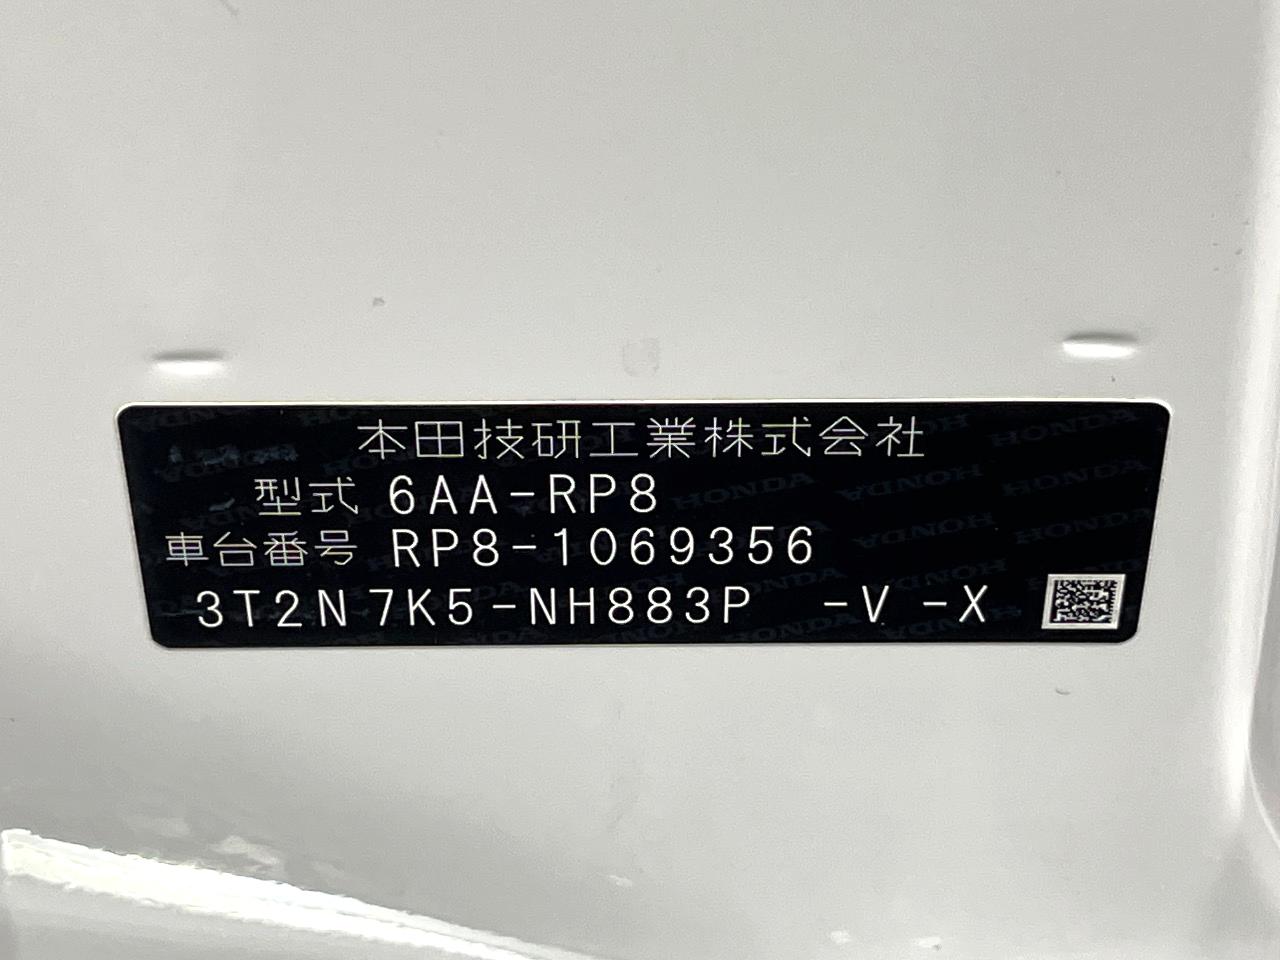 本田技研工業株式会社
型式 6AA-RP8
車台番号 RP8-1069356
3T2N7K5-NH883P -V -X